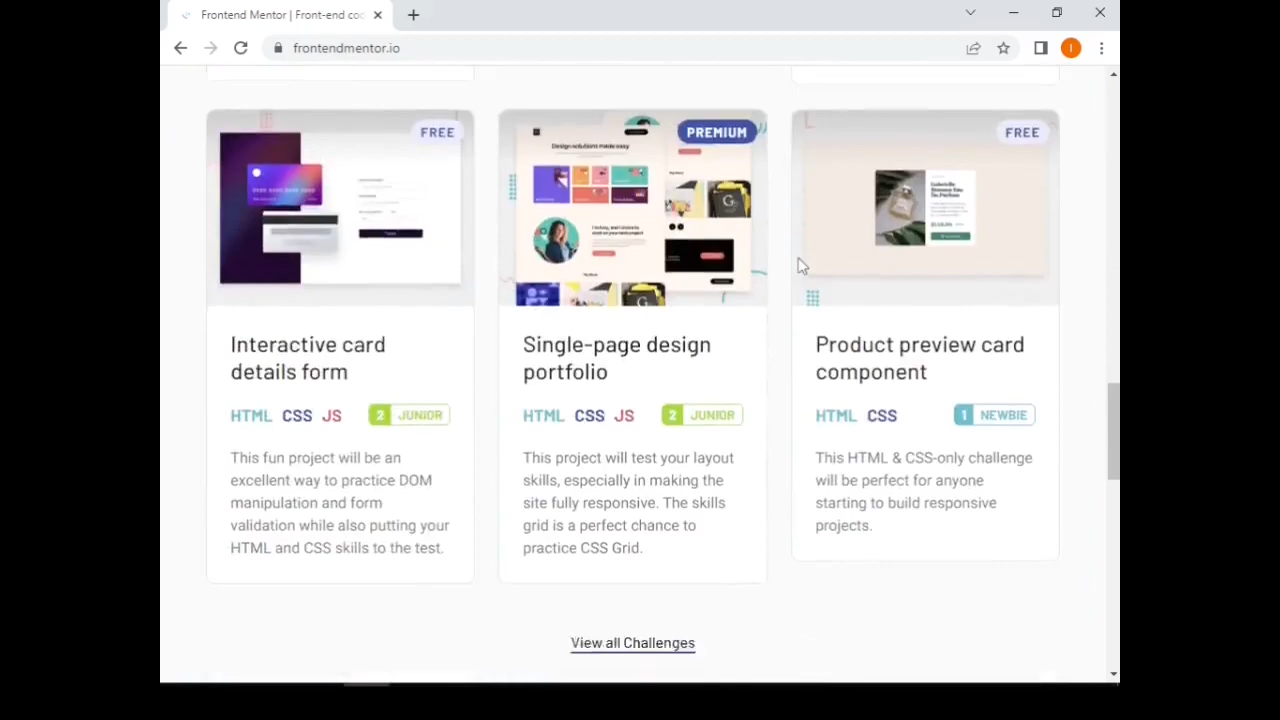 Frontend Mentor | Front-end coc
frontendmentor.io
I
FREE
PREMIUM
FREE
Design solutions made easy
Interactive card
details form
Single-page design
portfolio
Product preview card
component
HTML CSS JS 2 JUNIOR
HTML CSS JS 2 JUNIOR
HTML CSS 1 NEWBIE
This fun project will be an
excellent way to practice DOM
manipulation and form
validation while also putting your
HTML and CSS skills to the test.
This project will test your layout
skills, especially in making the
site fully responsive. The skills
grid is a perfect chance to
practice CSS Grid.
This HTML & CSS-only challenge
will be perfect for anyone
starting to build responsive
projects.
View all Challenges